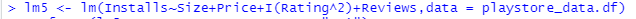 > lm5 <- lm(Installs~Size+Price+I(Rating^2)+Reviews,data = playstore_data.df)